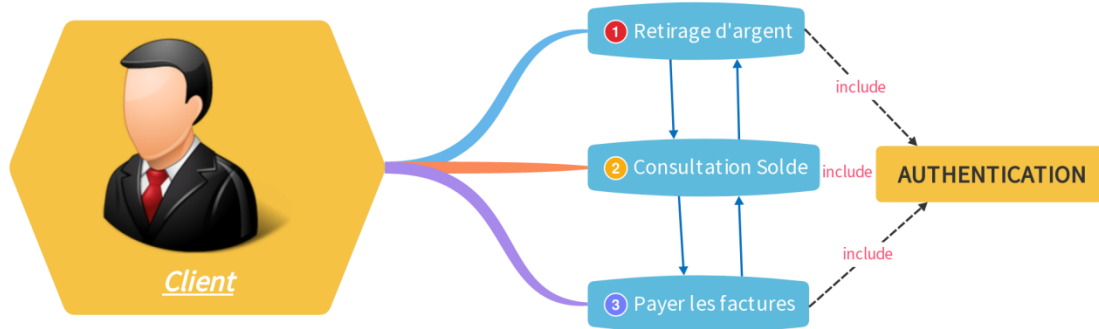 1 Retirage d'argent
include
2 Consultation Solde
include
AUTHENTICATION
Client
include
3 Payer les factures